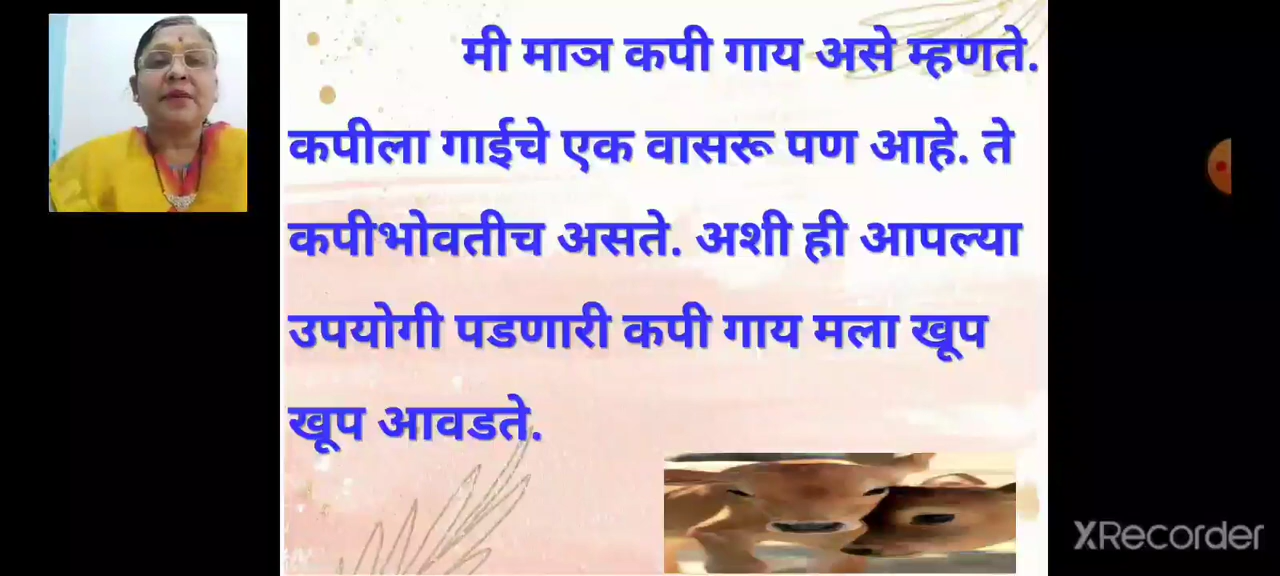 मी माञ कपी गाय असे म्हणते.
कपीला गाईचे एक वासरू पण आहे. ते
कपीभोवतीच असते. अशी ही आपल्या
उपयोगी पडणारी कपी गाय मला खूप
खूप आवडते.
XRecorder